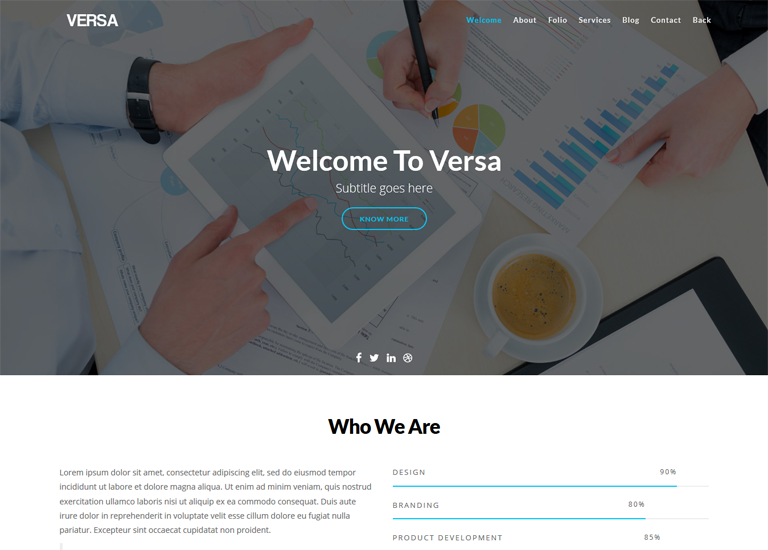 VERSA
Welcome About Folio Services Blog Contact Back
Welcome To Versa
Subtitle goes here
KNOW MORE
Who We Are
Lorem ipsum dolor sit amet, consectetur adipiscing elit, sed do eiusmod tempor
incididunt ut labore et dolore magna aliqua. Ut enim ad minim veniam, quis nostrud
exercitation ullamco laboris nisi ut aliquip ex ea commodo consequat. Duis aute
irure dolor in reprehenderit in voluptate velit esse cillum dolore eu fugiat nulla
pariatur. Excepteur sint occaecat cupidatat non proident.
DESIGN 90%
BRANDING 80%
PRODUCT DEVELOPMENT 85%